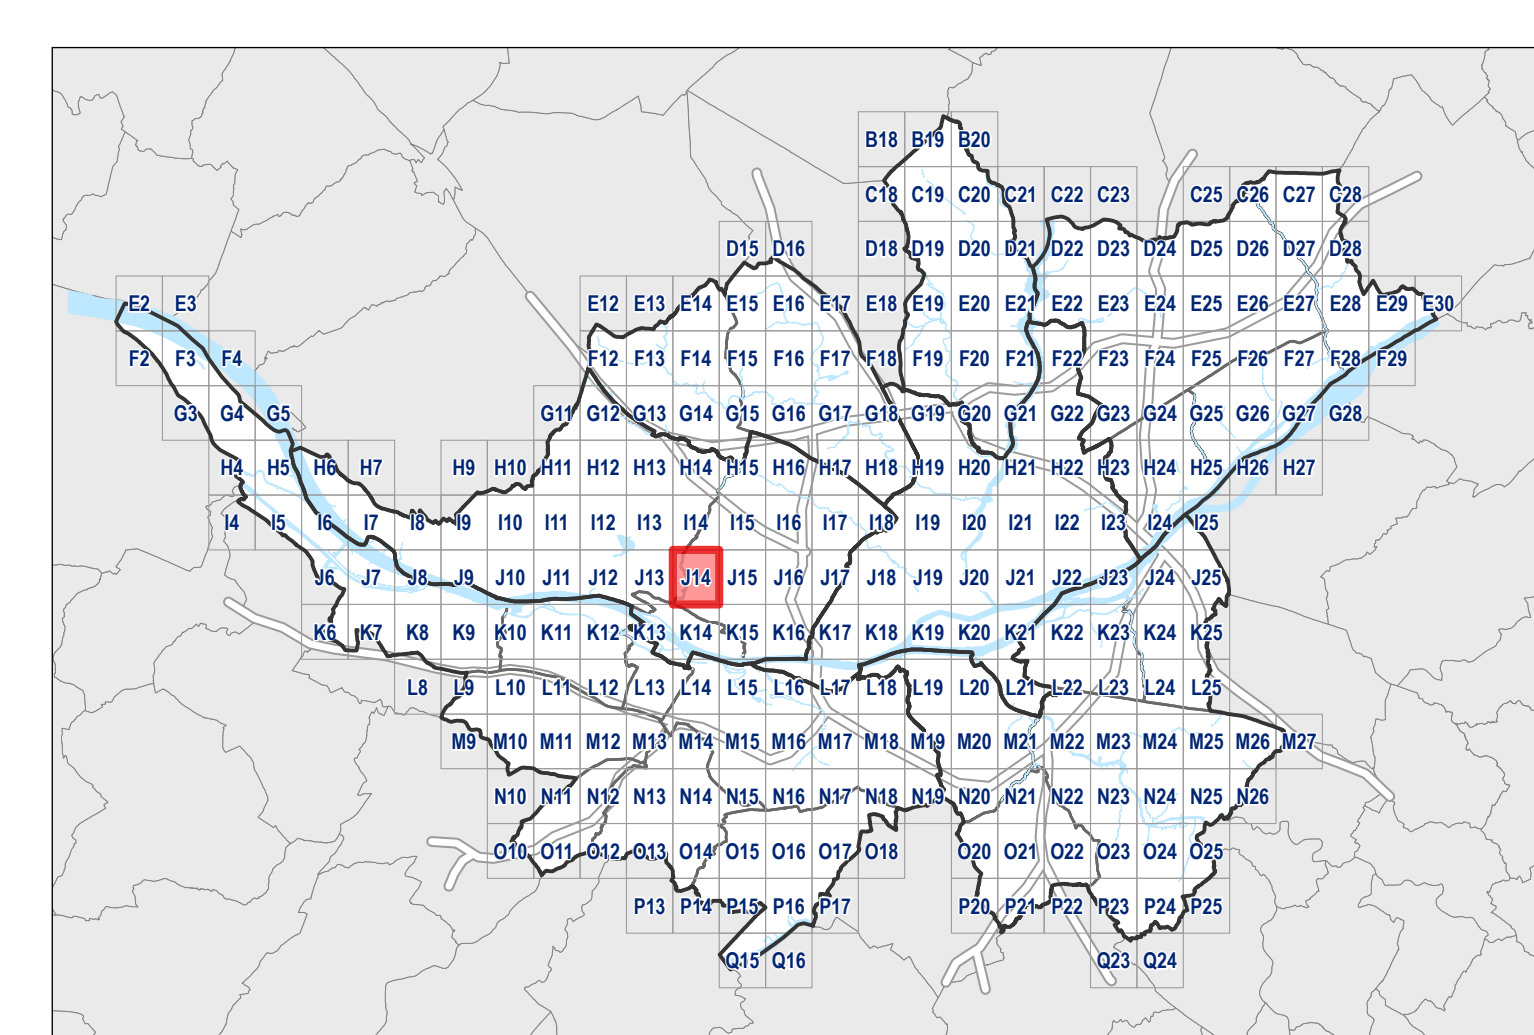 B18 B19 B20
C18 C19 C20 C21 C22 C23 C25 C26 C27 C28
D15 D16 D18 D19 D20 D21 D22 D23 D24 D25 D26 D27 D28
E2 E3 E12 E13 E14 E15 E16 E17 E18 E19 E20 E21 E22 E23 E24 E25 E26 E27 E28 E29 E30
F2 F3 F4 F12 F13 F14 F15 F16 F17 F18 F19 F20 F21 F22 F23 F24 F25 F26 F27 F28 F29
G3 G4 G5 G11 G12 G13 G14 G15 G16 G17 G18 G19 G20 G21 G22 G23 G24 G25 G26 G27 G28
H4 H5 H6 H7 H9 H10 H11 H12 H13 H14 H15 H16 H17 H18 H19 H20 H21 H22 H23 H24 H25 H26 H27
I4 I5 I6 I7 I8 I9 I10 I11 I12 I13 I14 I15 I16 I17 I18 I19 I20 I21 I22 I23 I24 I25
J6 J7 J8 J9 J10 J11 J12 J13 J14 J15 J16 J17 J18 J19 J20 J21 J22 J23 J24 J25
K6 K7 K8 K9 K10 K11 K12 K13 K14 K15 K16 K17 K18 K19 K20 K21 K22 K23 K24 K25
L8 L9 L10 L11 L12 L13 L14 L15 L16 L17 L18 L19 L20 L21 L22 L23 L24 L25
M9 M10 M11 M12 M13 M14 M15 M16 M17 M18 M19 M20 M21 M22 M23 M24 M25 M26 M27
N10 N11 N12 N13 N14 N15 N16 N17 N18 N19 N20 N21 N22 N23 N24 N25 N26
O10 O11 O12 O13 O14 O15 O16 O17 O18 O20 O21 O22 O23 O24 O25
P13 P14 P15 P16 P17 P20 P21 P22 P23 P24 P25
Q15 Q16 Q23 Q24